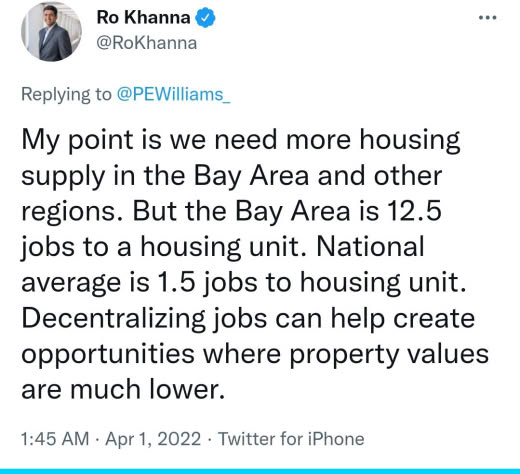 Ro Khanna
@RoKhanna
Replying to @PEWilliams_
My point is we need more housing
supply in the Bay Area and other
regions. But the Bay Area is 12.5
jobs to a housing unit. National
average is 1.5 jobs to housing unit.
Decentralizing jobs can help create
opportunities where property values
are much lower.
1:45 AM · Apr 1, 2022 · Twitter for iPhone